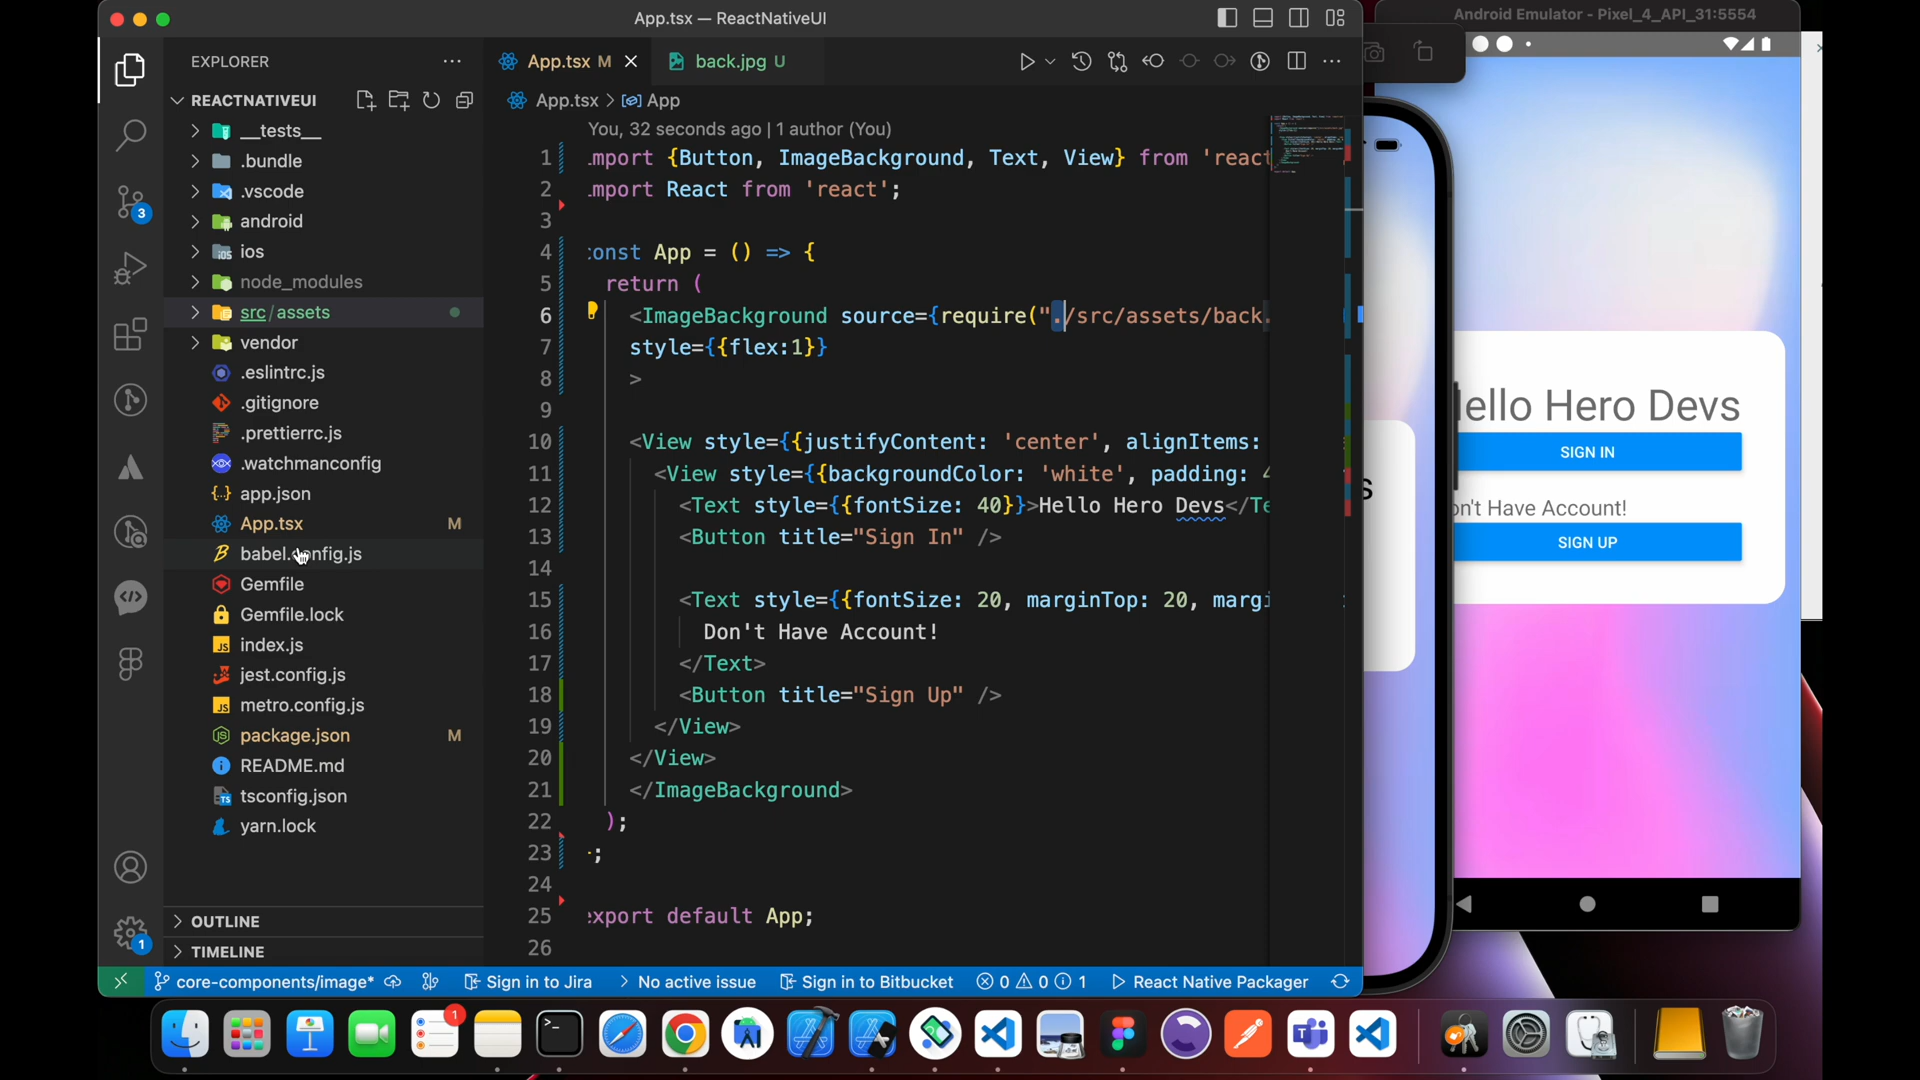 App.tsx — ReactNativeUI
Android Emulator - Pixel_4_API_31:5554
EXPLORER
App.tsx M
back.jpg U
REACTNATIVEUI
App.tsx > App
__tests__
You, 32 seconds ago | 1 author (You)
.bundle
1 mport {Button, ImageBackground, Text, View} from 'react
.vscode
2 mport React from 'react';
android
3
ios
4 onst App = () => {
node_modules
5 return (
src / assets
6 <ImageBackground source={require("./src/assets/back.
vendor
7 style={{flex:1}}
.eslintrc.js
8 >
.gitignore
9
ello Hero Devs
.prettierrc.js
10 <View style={{justifyContent: 'center', alignItems:
SIGN IN
.watchmanconfig
11 <View style={{backgroundColor: 'white', padding: 4
s
app.json
12 <Text style={{fontSize: 40}}>Hello Hero Devs</Te
on't Have Account!
App.tsx M
13 <Button title="Sign In" />
SIGN UP
babel.config.js
14
Gemfile
15 <Text style={{fontSize: 20, marginTop: 20, margi
Gemfile.lock
16 Don't Have Account!
index.js
17 </Text>
jest.config.js
18 <Button title="Sign Up" />
metro.config.js
19 </View>
package.json M
20 </View>
README.md
21 </ImageBackground>
tsconfig.json
22 );
yarn.lock
23 ;
24
OUTLINE
25 xport default App;
TIMELINE
26
3
1
core-components/image*
Sign in to Jira
No active issue
Sign in to Bitbucket
0 0 1
React Native Packager
1